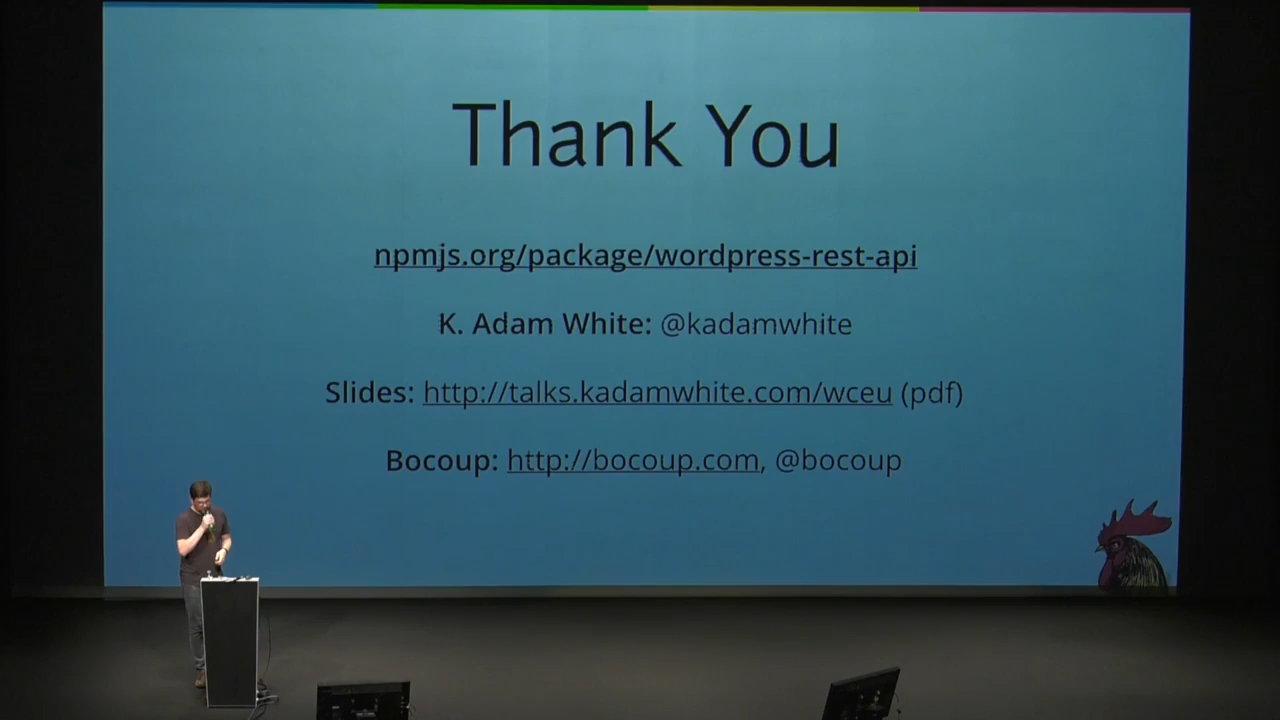 Thank You
npmjs.org/package/wordpress-rest-api
K. Adam White: @kadamwhite
Slides: http://talks.kadamwhite.com/wceu (pdf)
Bocoup: http://bocoup.com, @bocoup